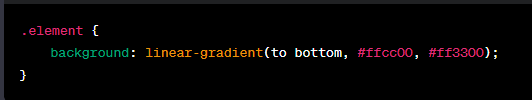 .element {
    background: linear-gradient(to bottom, #ffcc00, #ff3300);
}